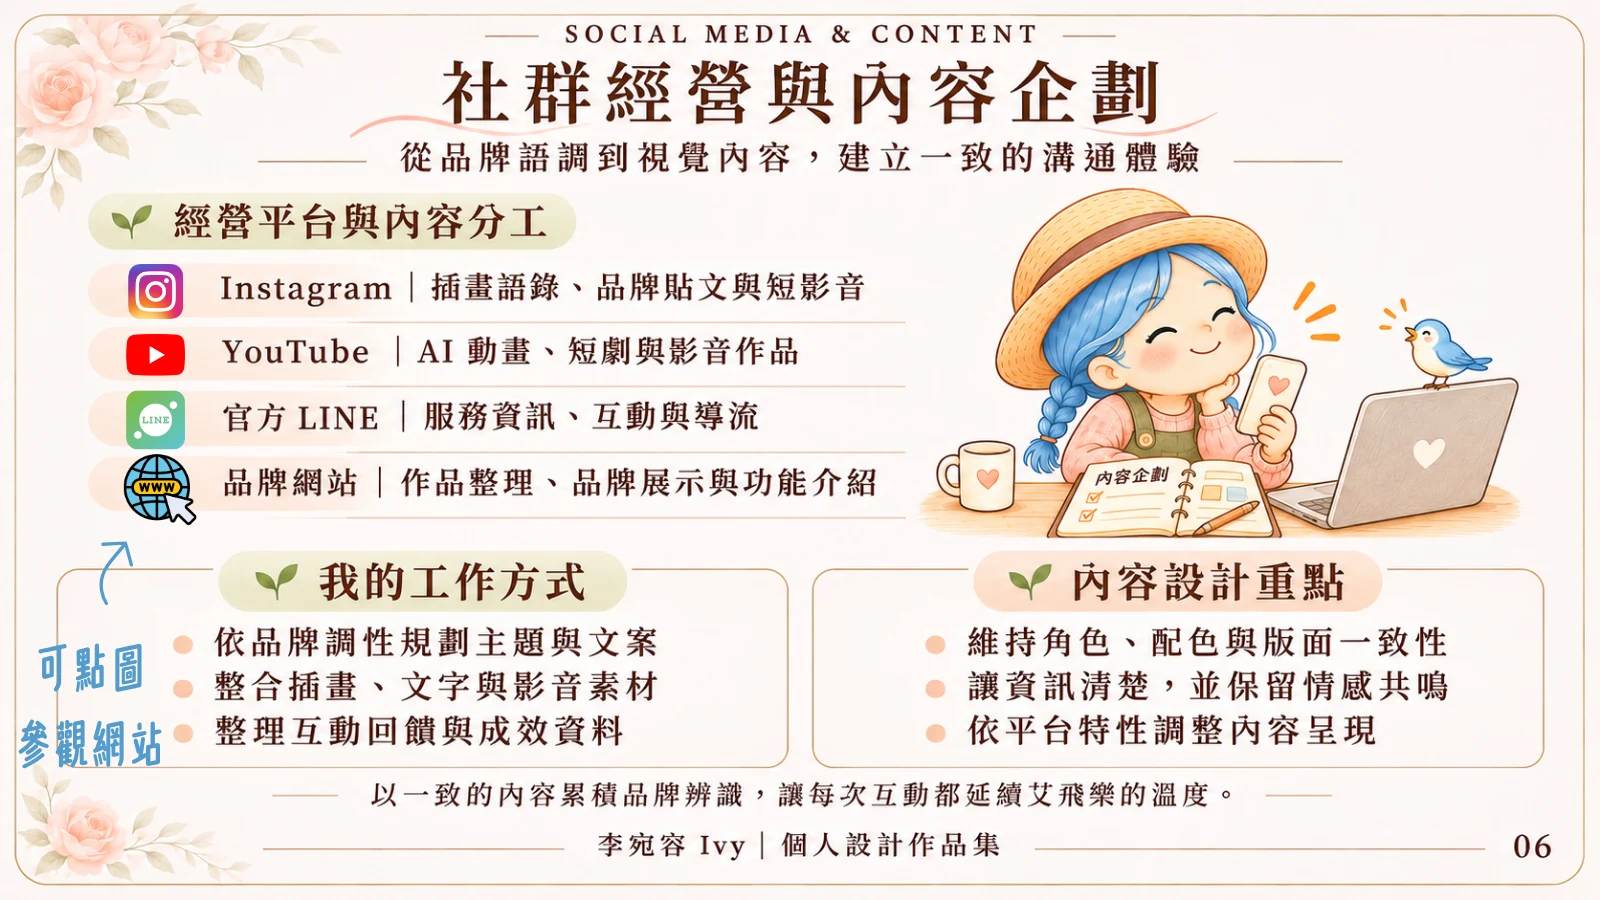 SOCIAL MEDIA & CONTENT
社群經營與內容企劃
從品牌語調到視覺內容，建立一致的溝通體驗
經營平台與內容分工
Instagram｜插畫語錄、品牌貼文與短影音
YouTube｜AI 動畫、短劇與影音作品
LINE
官方 LINE｜服務資訊、互動與導流
WWW
品牌網站｜作品整理、品牌展示與功能介紹
內容企劃
可點圖
參觀網站
我的工作方式
依品牌調性規劃主題與文案
整合插畫、文字與影音素材
整理互動回饋與成效資料
內容設計重點
維持角色、配色與版面一致性
讓資訊清楚，並保留情感共鳴
依平台特性調整內容呈現
以一致的內容累積品牌辨識，讓每次互動都延續艾飛樂的溫度。
李宛容 Ivy｜個人設計作品集
06